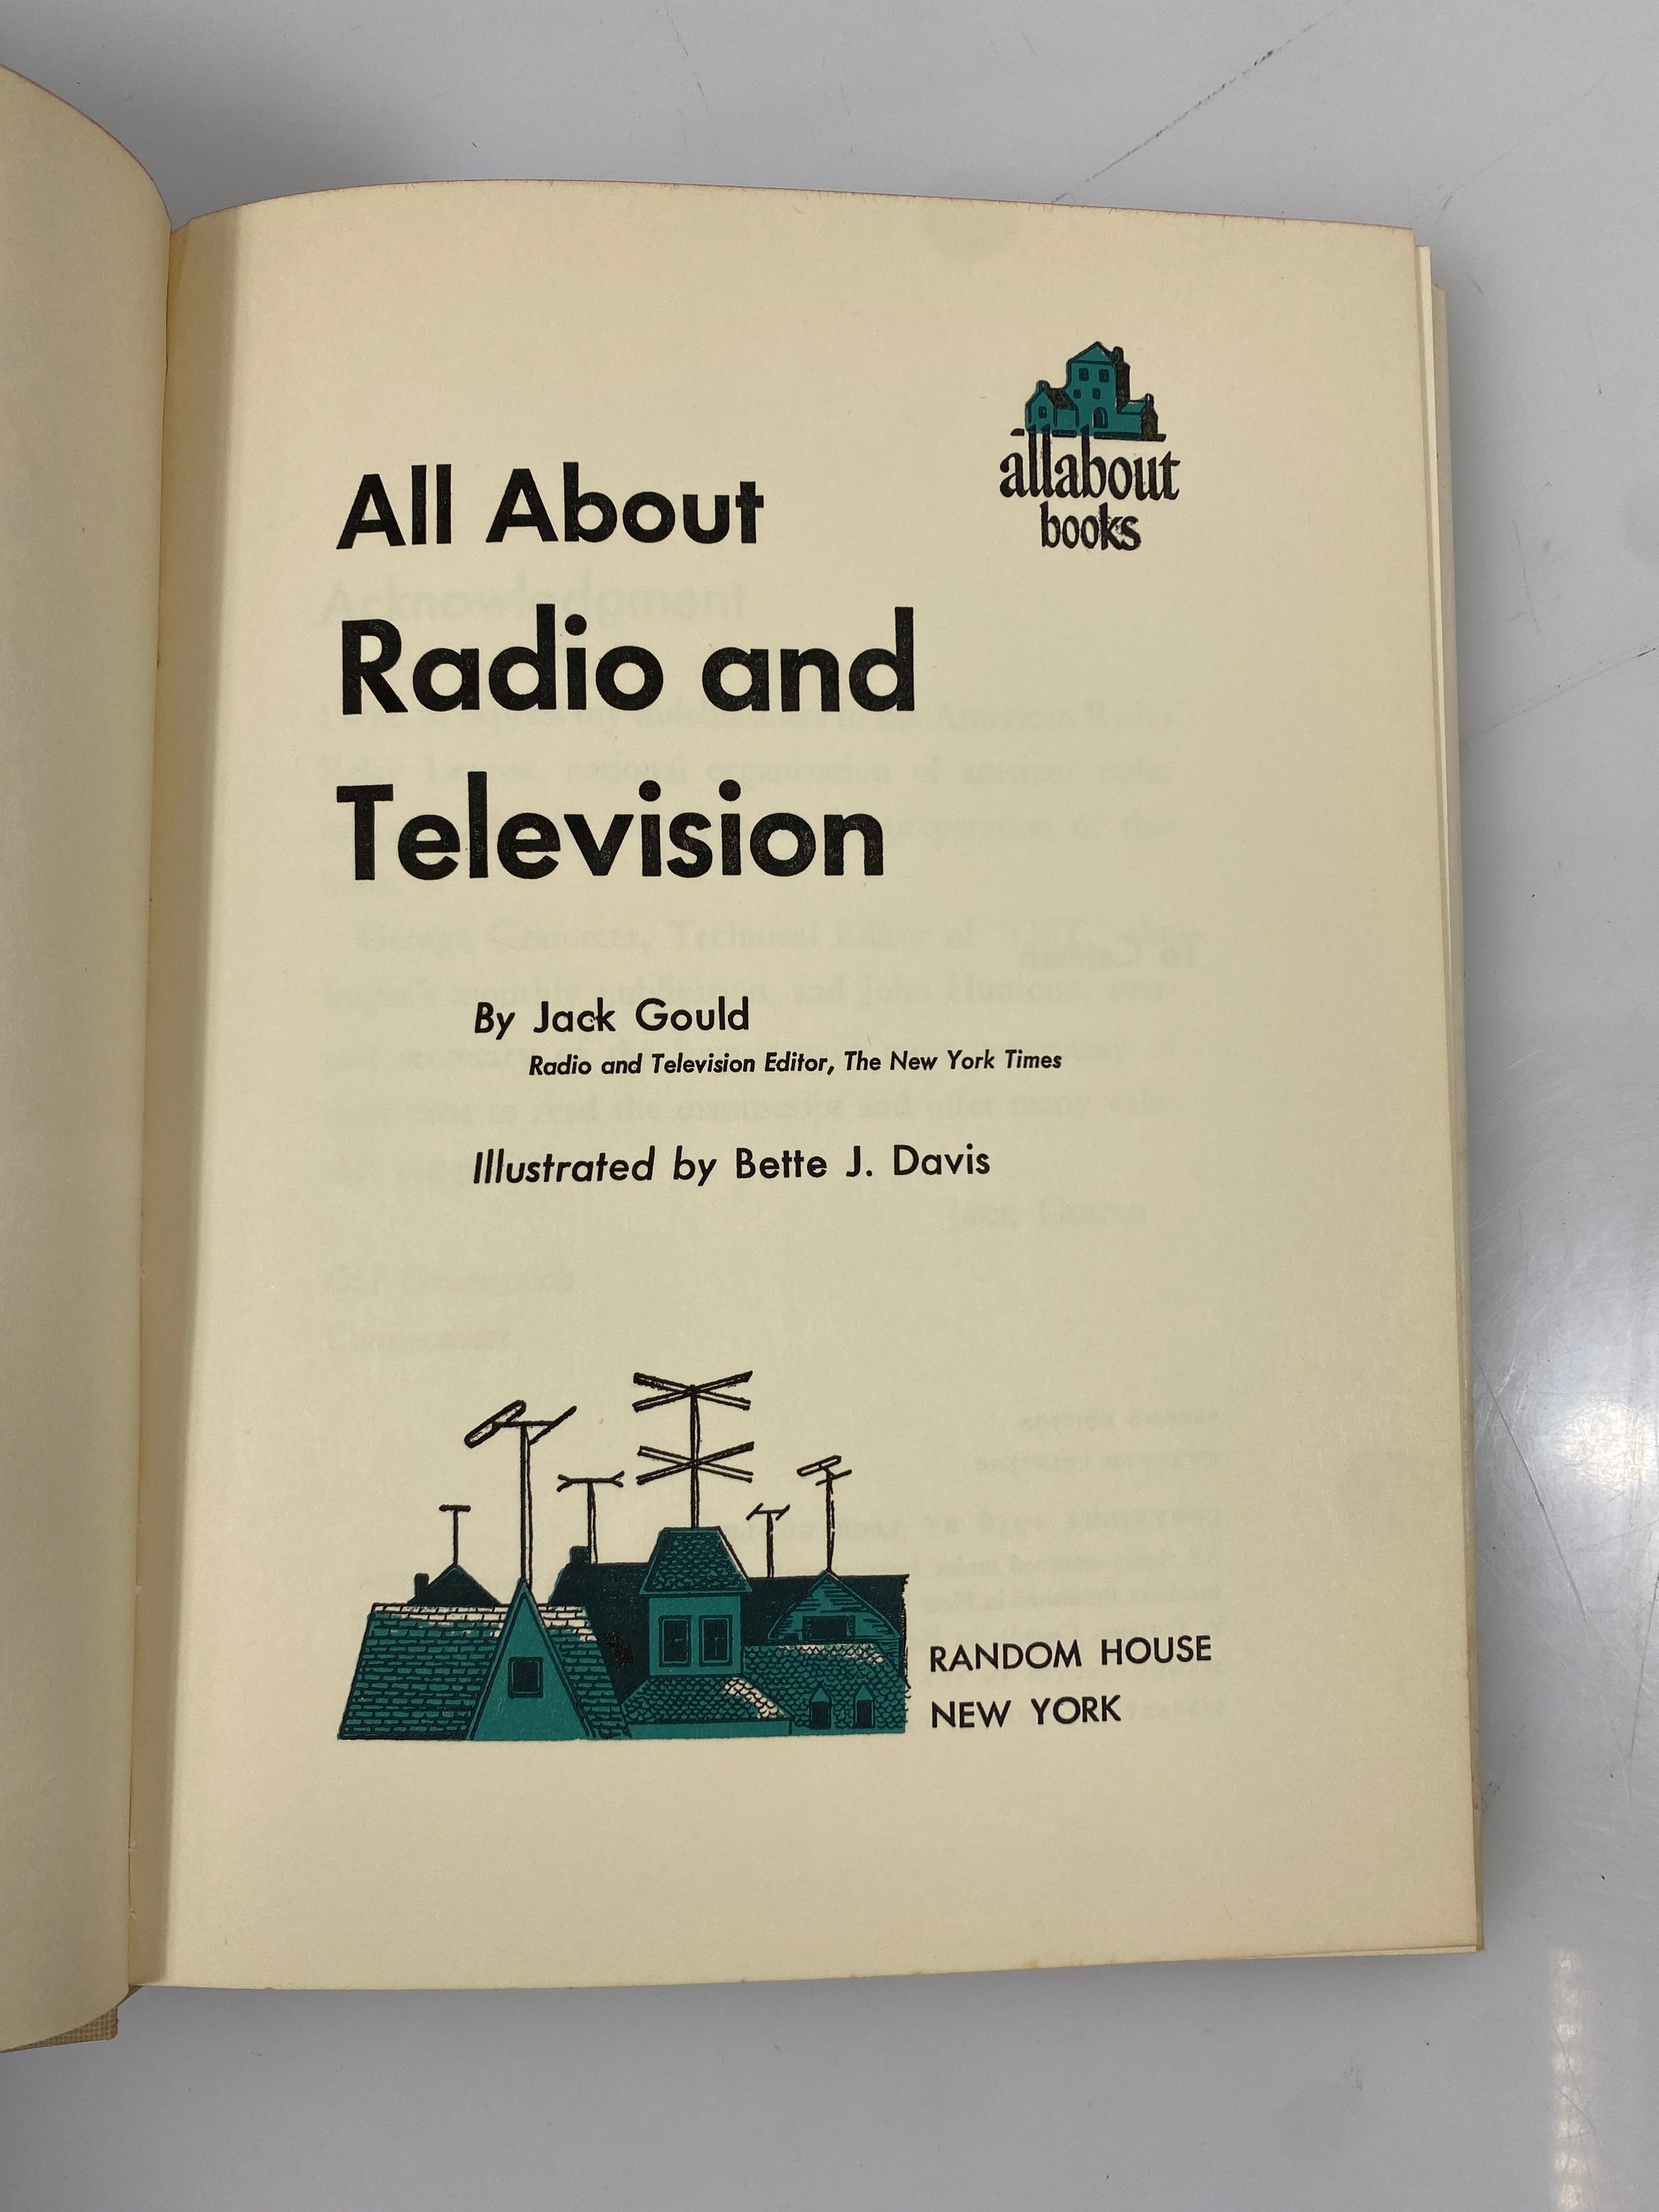 allabout
books
All About
Radio and
Television
By Jack Gould
Radio and Television Editor, The New York Times
Illustrated by Bette J. Davis
RANDOM HOUSE
NEW YORK